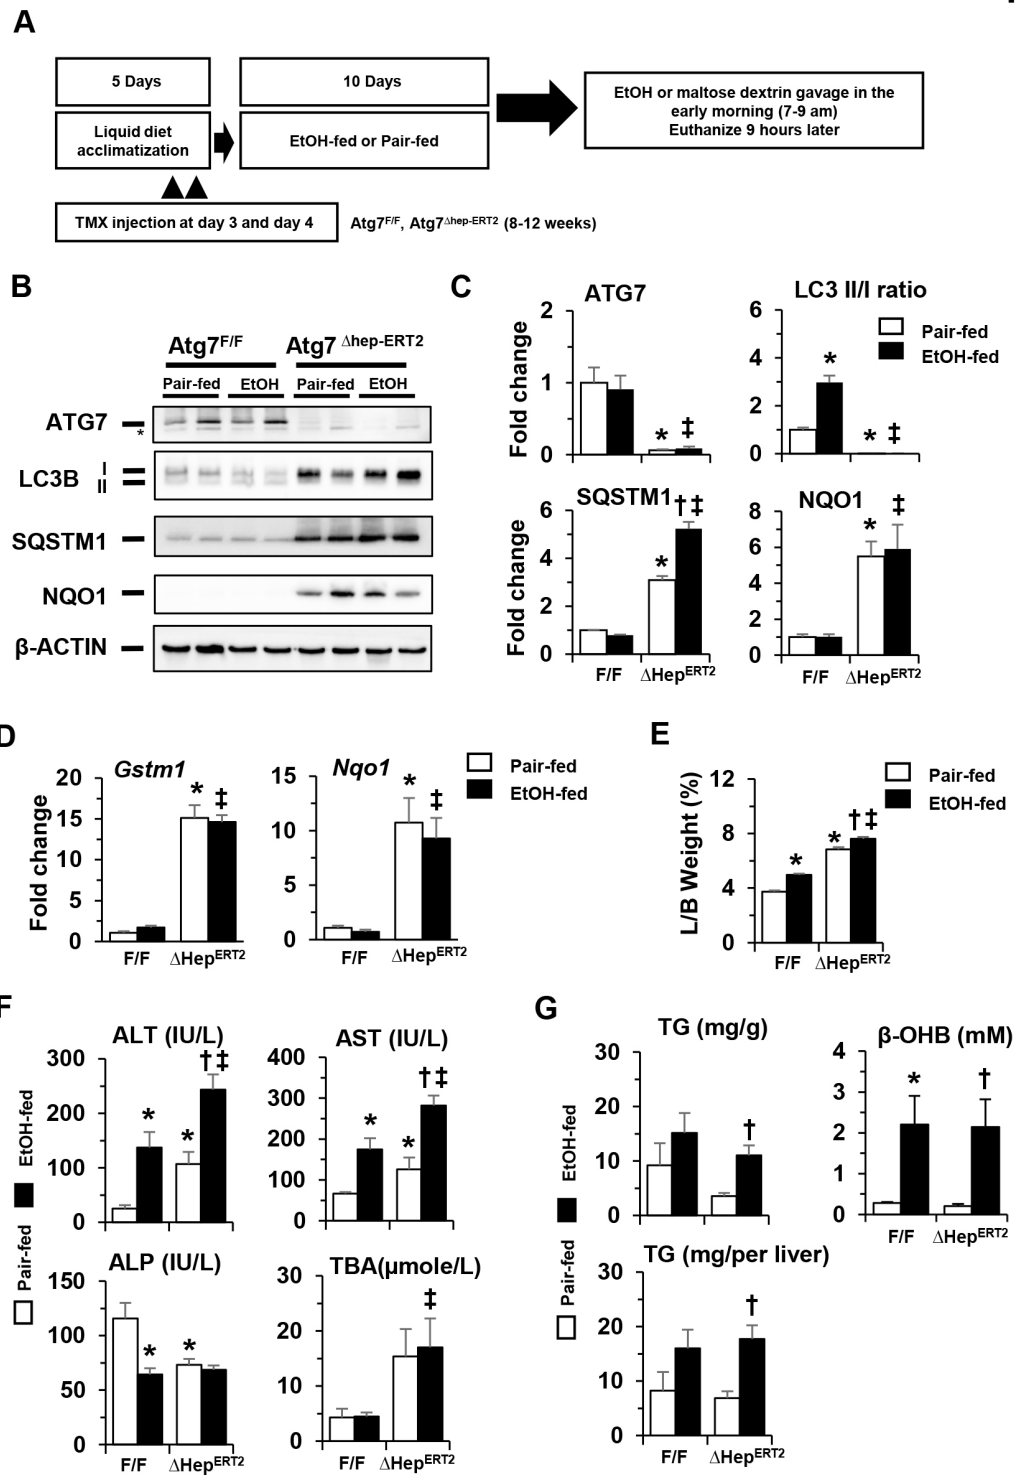 A
5 Days
10 Days
Liquid diet
acclimatization
EtOH-fed or Pair-fed
EtOH or maltose dextrin gavage in the
early morning (7-9 am)
Euthanize 9 hours later
TMX injection at day 3 and day 4
Atg7F/F, Atg7Δhep-ERT2 (8-12 weeks)
B
Atg7F/F
Atg7 Δhep-ERT2
Pair-fed
EtOH
Pair-fed
EtOH
ATG7
*
LC3B
I
II
SQSTM1
NQO1
β-ACTIN
C
ATG7
Fold change
2
1
0
*
‡
LC3 II/I ratio
6
4
2
0
*
*
‡
Pair-fed
EtOH-fed
SQSTM1
Fold change
6
4
2
0
*
†‡
F/F
ΔHepERT2
NQO1
8
6
4
2
0
*
‡
F/F
ΔHepERT2
D
Gstm1
Fold change
20
15
10
5
0
*
‡
F/F
ΔHepERT2
Nqo1
15
10
5
0
*
‡
F/F
ΔHepERT2
Pair-fed
EtOH-fed
E
L/B Weight (%)
12
8
4
0
*
*
†‡
F/F
ΔHepERT2
Pair-fed
EtOH-fed
F
Pair-fed
EtOH-fed
ALT (IU/L)
300
200
100
0
*
*
†‡
AST (IU/L)
400
300
200
100
0
*
*
†‡
ALP (IU/L)
150
100
50
0
*
*
F/F
ΔHepERT2
TBA(μmole/L)
30
20
10
0
‡
F/F
ΔHepERT2
G
Pair-fed
EtOH-fed
TG (mg/g)
30
20
10
0
†
β-OHB (mM)
4
3
2
1
0
*
†
F/F
ΔHepERT2
TG (mg/per liver)
30
20
10
0
†
F/F
ΔHepERT2